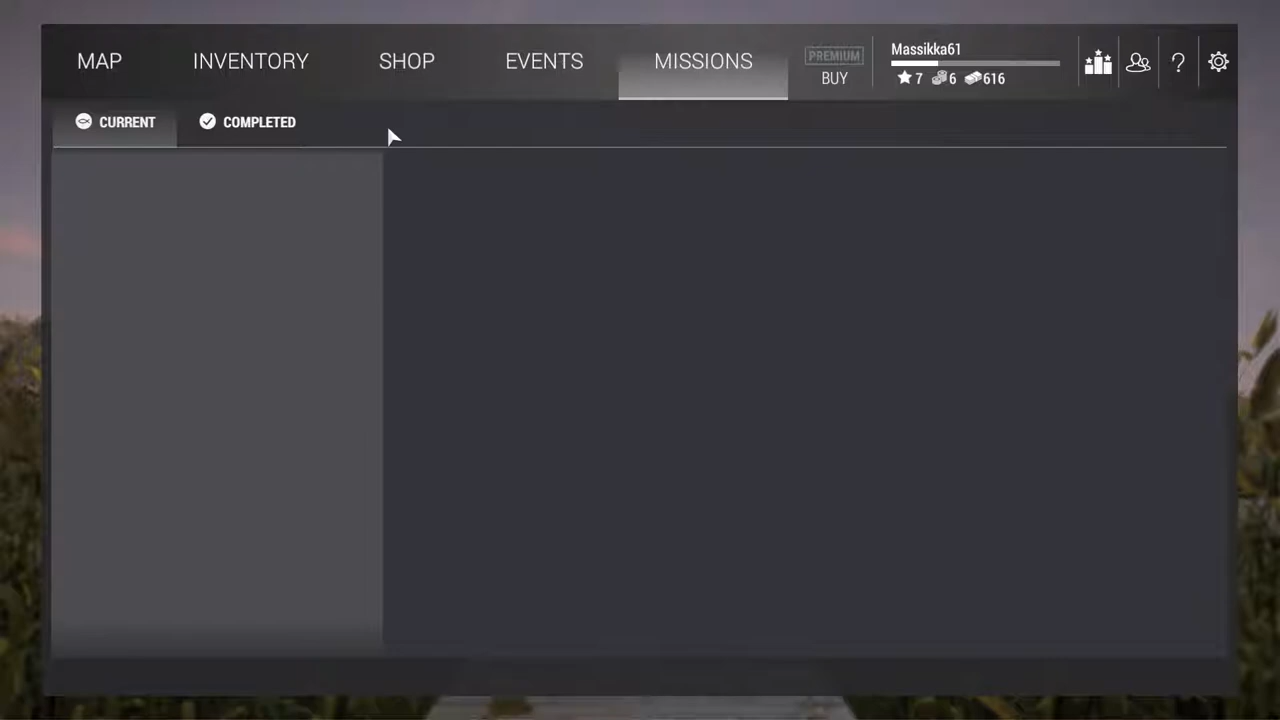 MAP INVENTORY SHOP EVENTS MISSIONS PREMIUM BUY Massikka61
7 6 616 ?
CURRENT COMPLETED